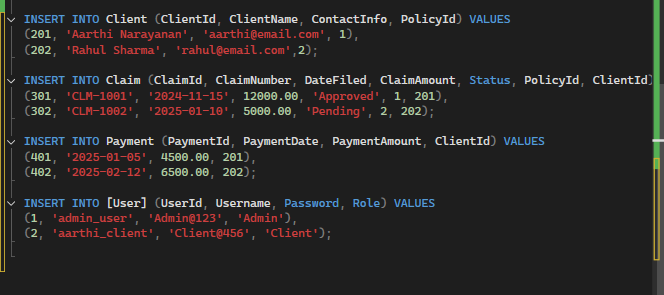 INSERT INTO Client (ClientId, ClientName, ContactInfo, PolicyId) VALUES
(201, 'Aarthi Narayanan', 'aarthi@email.com', 1),
(202, 'Rahul Sharma', 'rahul@email.com',2);
INSERT INTO Claim (ClaimId, ClaimNumber, DateFiled, ClaimAmount, Status, PolicyId, ClientId)
(301, 'CLM-1001', '2024-11-15', 12000.00, 'Approved', 1, 201),
(302, 'CLM-1002', '2025-01-10', 5000.00, 'Pending', 2, 202);
INSERT INTO Payment (PaymentId, PaymentDate, PaymentAmount, ClientId) VALUES
(401, '2025-01-05', 4500.00, 201),
(402, '2025-02-12', 6500.00, 202);
INSERT INTO [User] (UserId, Username, Password, Role) VALUES
(1, 'admin_user', 'Admin@123', 'Admin'),
(2, 'aarthi_client', 'Client@456', 'Client');